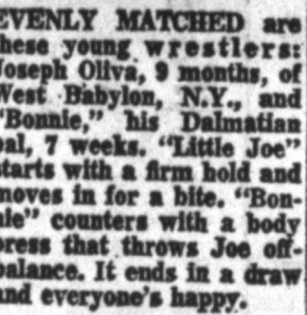 EVENLY MATCHED are
these young wrestlers:
Joseph Oliva, 9 months, of
West Babylon, N.Y., and
"Bonnie," his Dalmatian
pal, 7 weeks. "Little Joe"
starts with a firm hold and
moves in for a bite. "Bon-
nie" counters with a body
press that throws Joe off-
balance. It ends in a draw
and everyone's happy.